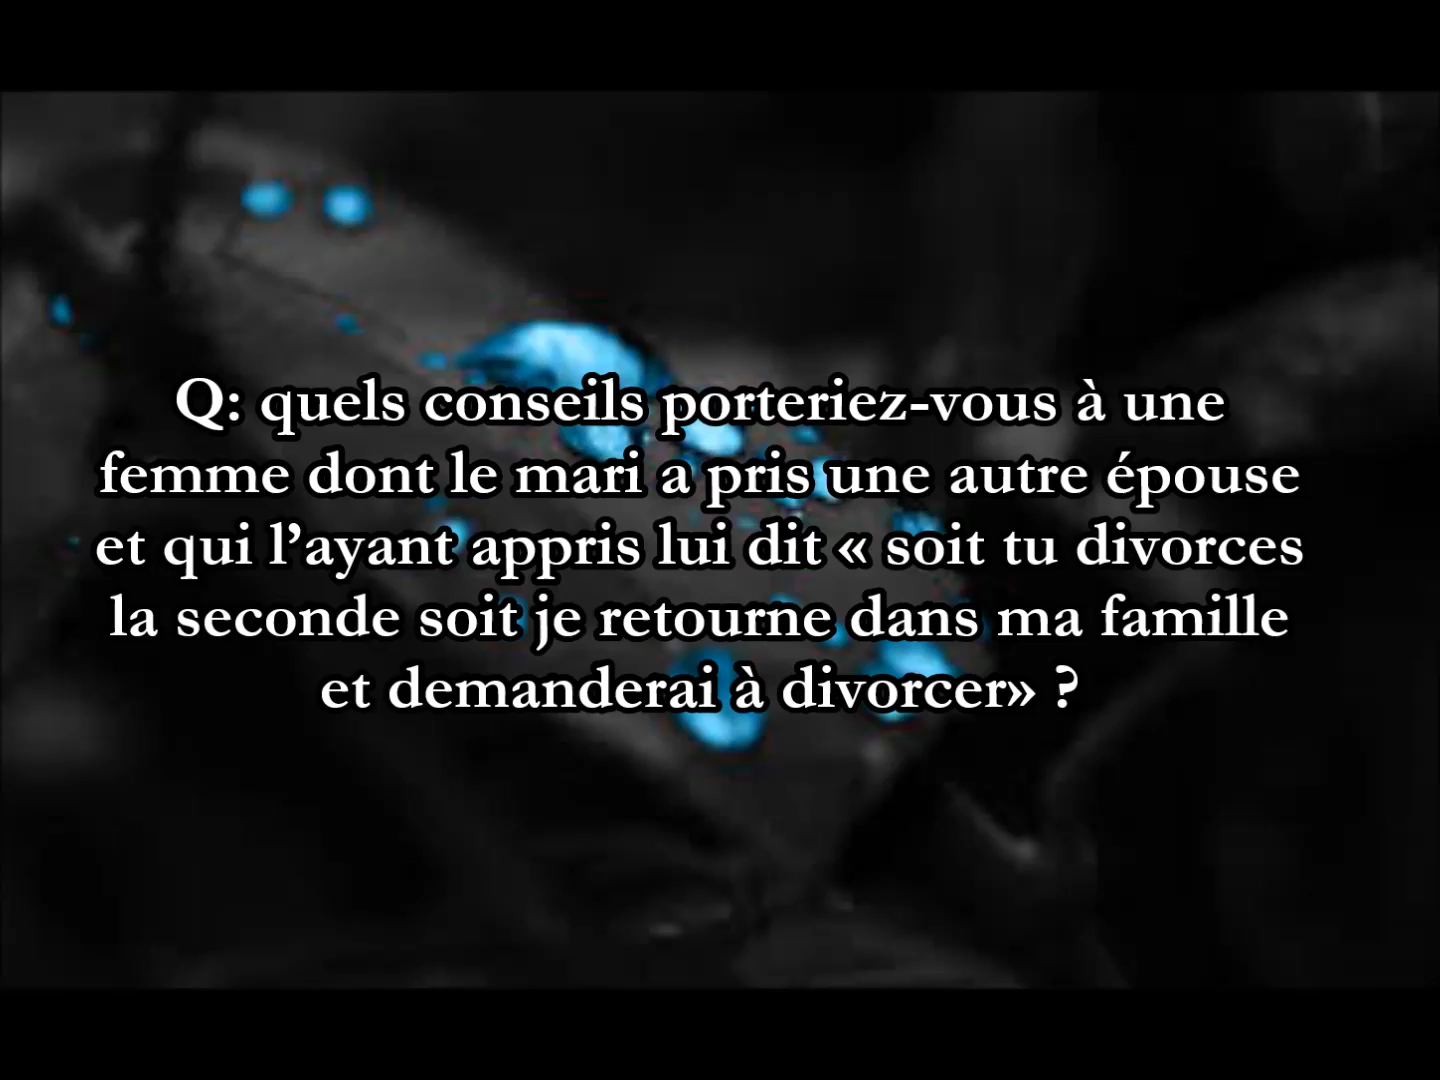 Q: quels conseils porteriez-vous à une
femme dont le mari a pris une autre épouse
et qui l’ayant appris lui dit « soit tu divorces
la seconde soit je retourne dans ma famille
et demanderai à divorcer» ?